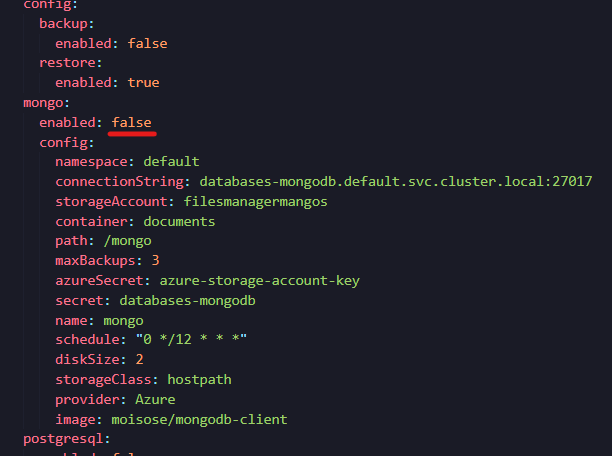 config:
backup:
enabled: false
restore:
enabled: true
mongo:
enabled: false
config:
namespace: default
connectionString: databases-mongodb.default.svc.cluster.local:27017
storageAccount: filesmanagermangos
container: documents
path: /mongo
maxBackups: 3
azureSecret: azure-storage-account-key
secret: databases-mongodb
name: mongo
schedule: "0 */12 * * *"
diskSize: 2
storageClass: hostpath
provider: Azure
image: moisose/mongodb-client
postgresql: